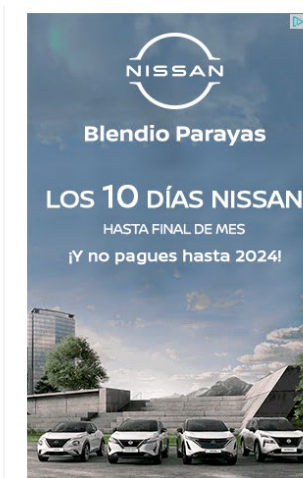 NISSAN
Blendio Parayas
LOS 10 DÍAS NISSAN
HASTA FINAL DE MES
¡Y no pagues hasta 2024!